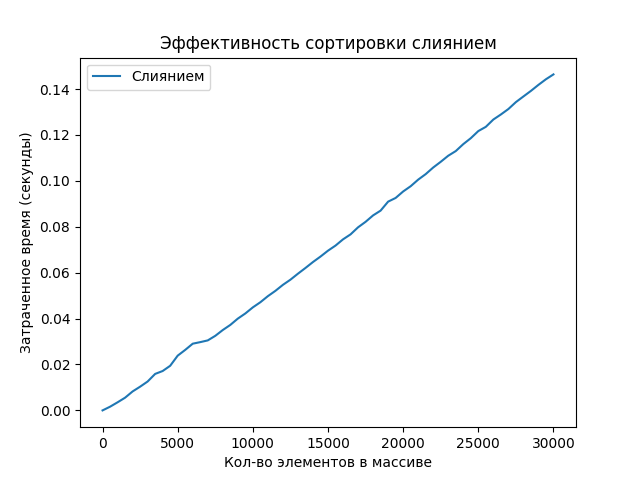 Эффективность сортировки слиянием
Слиянием
Затраченное время (секунды)
0.14
0.12
0.10
0.08
0.06
0.04
0.02
0.00
0 5000 10000 15000 20000 25000 30000
Кол-во элементов в массиве